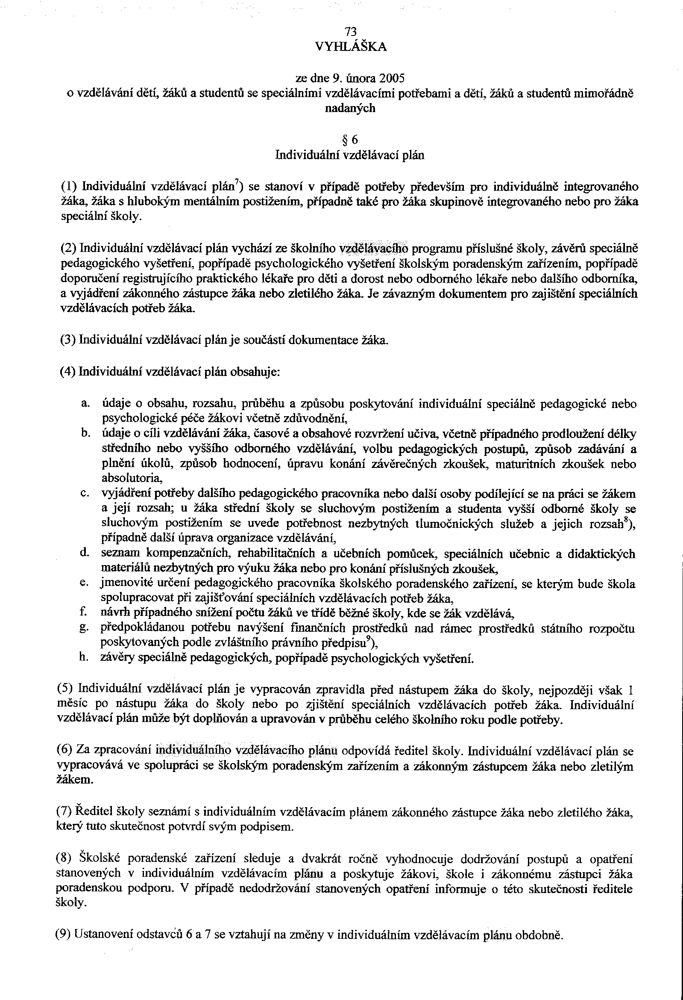 73
VYHLÁŠKA
ze dne 9. února 2005
o vzdělávání dětí, žáků a studentů se speciálními vzdělávacími potřebami a dětí, žáků a studentů mimořádně
nadaných
§ 6
Individuální vzdělávací plán
(1) Individuální vzdělávací plán⁷) se stanoví v případě potřeby především pro individuálně integrovaného
žáka, žáka s hlubokým mentálním postižením, případně také pro žáka skupinově integrovaného nebo pro žáka
speciální školy.
(2) Individuální vzdělávací plán vychází ze školního vzdělávacího programu příslušné školy, závěrů speciálně
pedagogického vyšetření, popřípadě psychologického vyšetření školským poradenským zařízením, popřípadě
doporučení registrujícího praktického lékaře pro děti a dorost nebo odborného lékaře nebo dalšího odborníka,
a vyjádření zákonného zástupce žáka nebo zletilého žáka. Je závazným dokumentem pro zajištění speciálních
vzdělávacích potřeb žáka.
(3) Individuální vzdělávací plán je součástí dokumentace žáka.
(4) Individuální vzdělávací plán obsahuje:
a. údaje o obsahu, rozsahu, průběhu a způsobu poskytování individuální speciálně pedagogické nebo
psychologické péče žákovi včetně zdůvodnění,
b. údaje o cíli vzdělávání žáka, časové a obsahové rozvržení učiva, včetně případného prodloužení délky
středního nebo vyššího odborného vzdělávání, volbu pedagogických postupů, způsob zadávání a
plnění úkolů, způsob hodnocení, úpravu konání závěrečných zkoušek, maturitních zkoušek nebo
absolutoria,
c. vyjádření potřeby dalšího pedagogického pracovníka nebo další osoby podílející se na práci se žákem
a její rozsah; u žáka střední školy se sluchovým postižením a studenta vyšší odborné školy se
sluchovým postižením se uvede potřebnost nezbytných tlumočnických služeb a jejich rozsah⁸),
případně další úprava organizace vzdělávání,
d. seznam kompenzačních, rehabilitačních a učebních pomůcek, speciálních učebnic a didaktických
materiálů nezbytných pro výuku žáka nebo pro konání příslušných zkoušek,
e. jmenovité určení pedagogického pracovníka školského poradenského zařízení, se kterým bude škola
spolupracovat při zajišťování speciálních vzdělávacích potřeb žáka,
f. návrh případného snížení počtu žáků ve třídě běžné školy, kde se žák vzdělává,
g. předpokládanou potřebu navýšení finančních prostředků nad rámec prostředků státního rozpočtu
poskytovaných podle zvláštního právního předpisu⁹),
h. závěry speciálně pedagogických, popřípadě psychologických vyšetření.
(5) Individuální vzdělávací plán je vypracován zpravidla před nástupem žáka do školy, nejpozději však 1
měsíc po nástupu žáka do školy nebo po zjištění speciálních vzdělávacích potřeb žáka. Individuální
vzdělávací plán může být doplňován a upravován v průběhu celého školního roku podle potřeby.
(6) Za zpracování individuálního vzdělávacího plánu odpovídá ředitel školy. Individuální vzdělávací plán se
vypracovává ve spolupráci se školským poradenským zařízením a zákonným zástupcem žáka nebo zletilým
žákem.
(7) Ředitel školy seznámí s individuálním vzdělávacím plánem zákonného zástupce žáka nebo zletilého žáka,
který tuto skutečnost potvrdí svým podpisem.
(8) Školské poradenské zařízení sleduje a dvakrát ročně vyhodnocuje dodržování postupů a opatření
stanovených v individuálním vzdělávacím plánu a poskytuje žákovi, škole i zákonnému zástupci žáka
poradenskou podporu. V případě nedodržování stanovených opatření informuje o této skutečnosti ředitele
školy.
(9) Ustanovení odstavců 6 a 7 se vztahují na změny v individuálním vzdělávacím plánu obdobně.